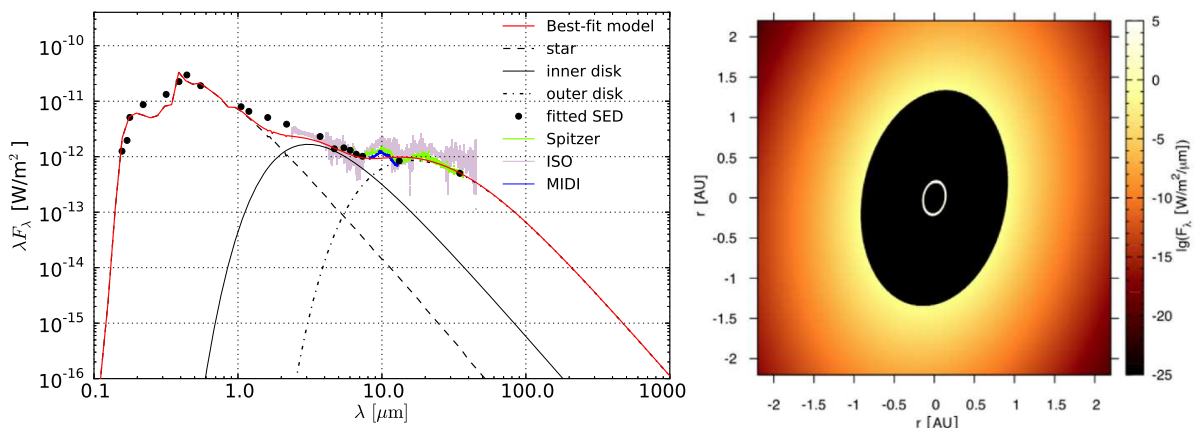 λF_λ [W/m²]
10⁻¹⁰
10⁻¹¹
10⁻¹²
10⁻¹³
10⁻¹⁴
10⁻¹⁵
10⁻¹⁶
0.1 1.0 10.0 100.0 1000
λ [μm]
Best-fit model
star
inner disk
outer disk
fitted SED
Spitzer
ISO
MIDI
r [AU]
2
1.5
1
0.5
0
-0.5
-1
-1.5
-2
-2 -1.5 -1 -0.5 0 0.5 1 1.5 2
r [AU]
5
0
-5
-10
-15
-20
-25
lg(F_λ [W/m²/μm])